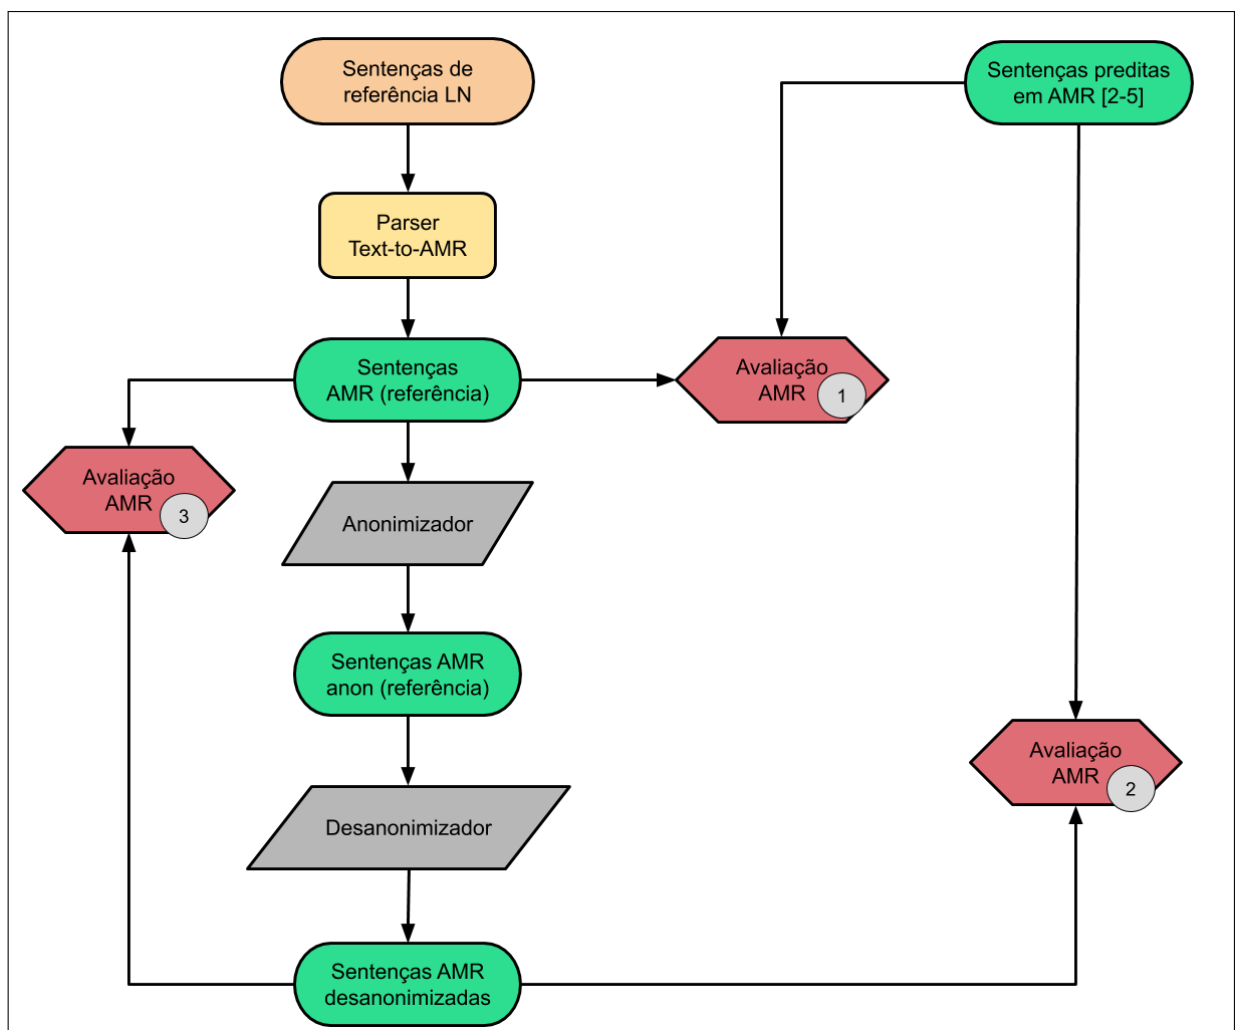 Sentenças de
referência LN
Sentenças preditas
em AMR [2-5]
Parser
Text-to-AMR
Sentenças
AMR (referência)
Avaliação
AMR
1
Avaliação
AMR
3
Anonimizador
Sentenças AMR
anon (referência)
Avaliação
AMR
2
Desanonimizador
Sentenças AMR
desanonimizadas